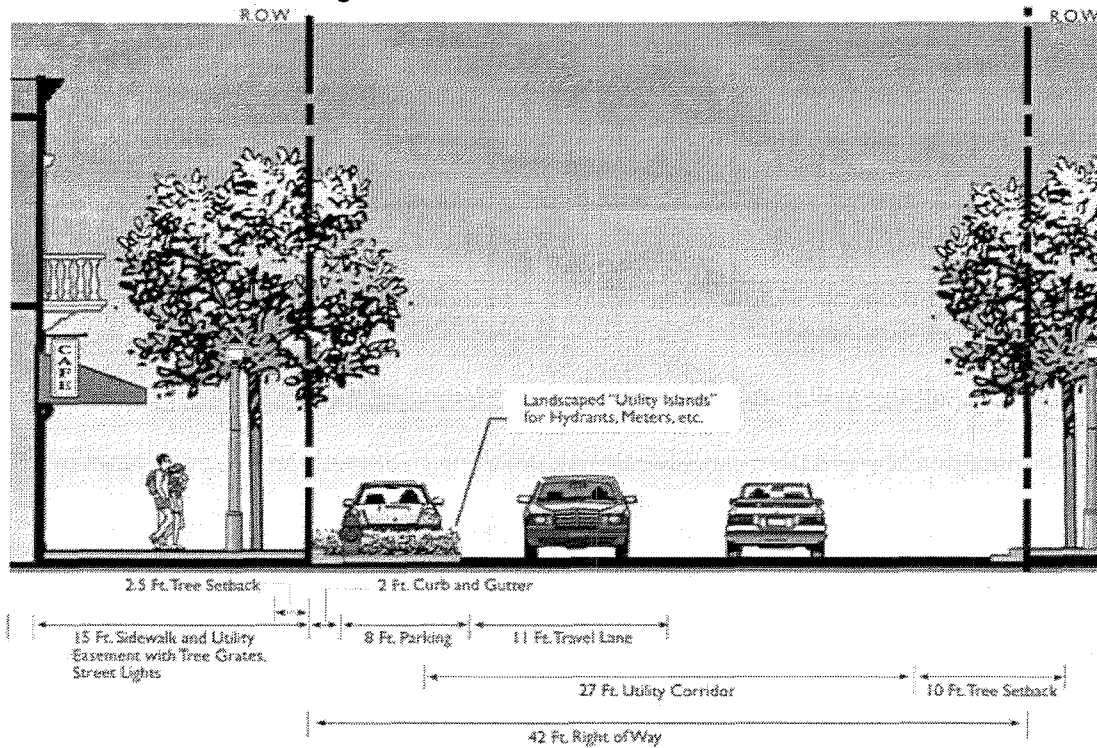 R.O.W
R.O.W
CAFE
Landscaped "Utility Islands"
for Hydrants, Meters, etc.
2.5 Ft. Tree Setback
2 Ft. Curb and Gutter
15 Ft. Sidewalk and Utility
Easement with Tree Grates,
Street Lights
8 Ft. Parking
11 Ft. Travel Lane
27 Ft. Utility Corridor
10 Ft. Tree Setback
42 Ft. Right of Way